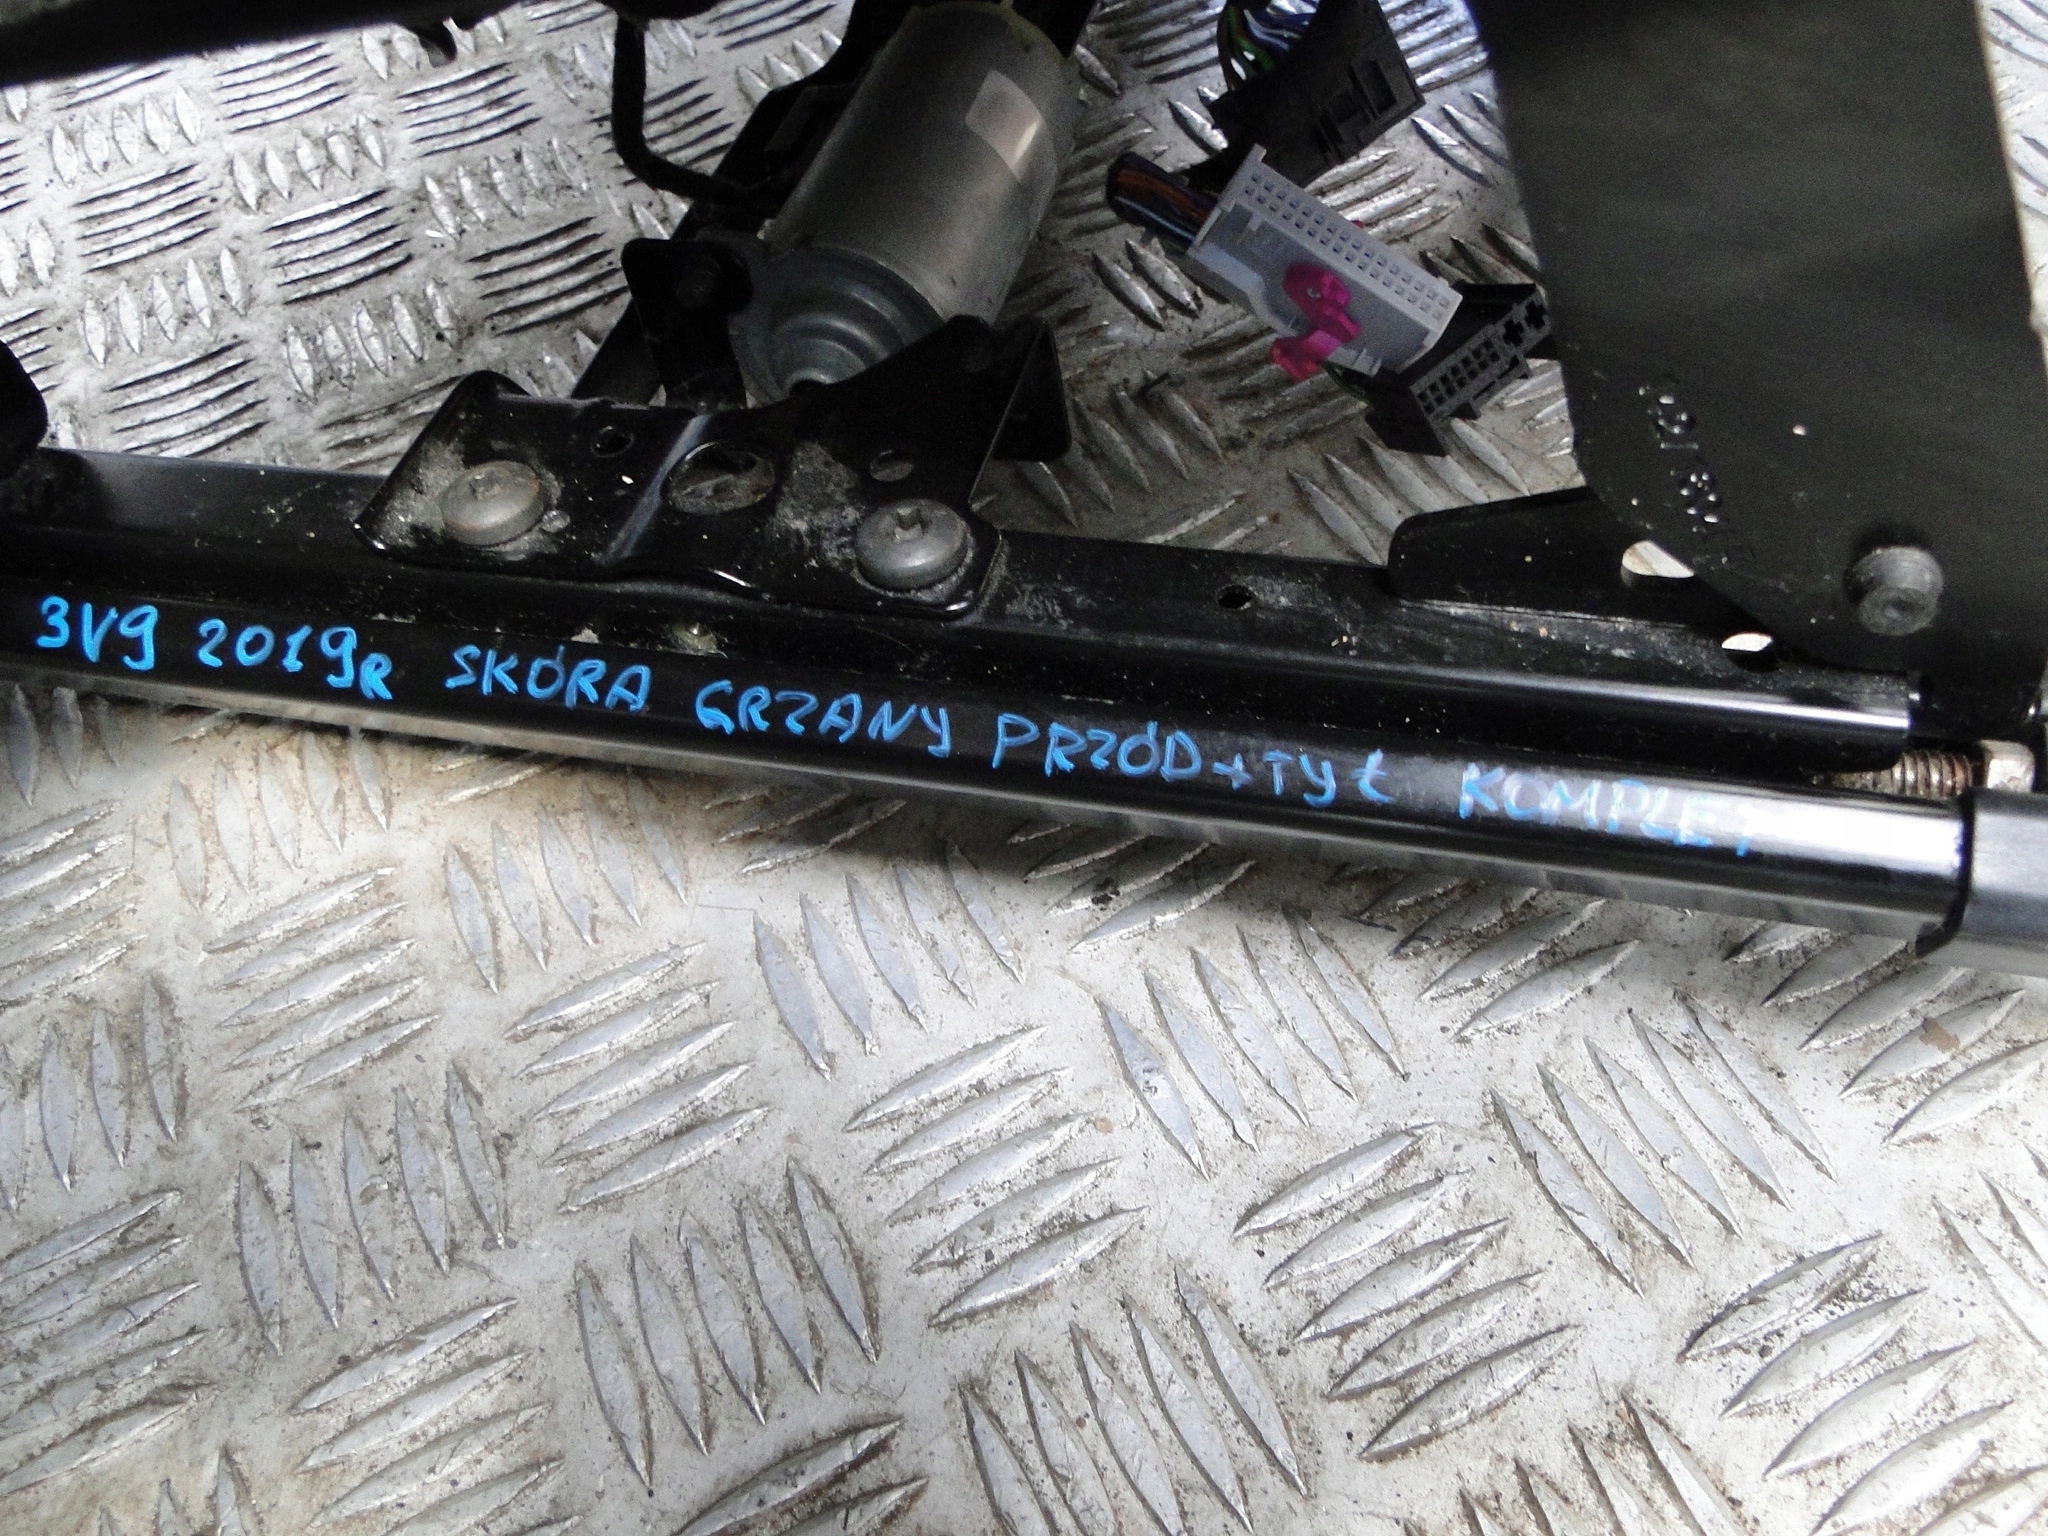 3V9 2019R SKÓRA GRZANY PRZÓD+TYŁ KOMPLET